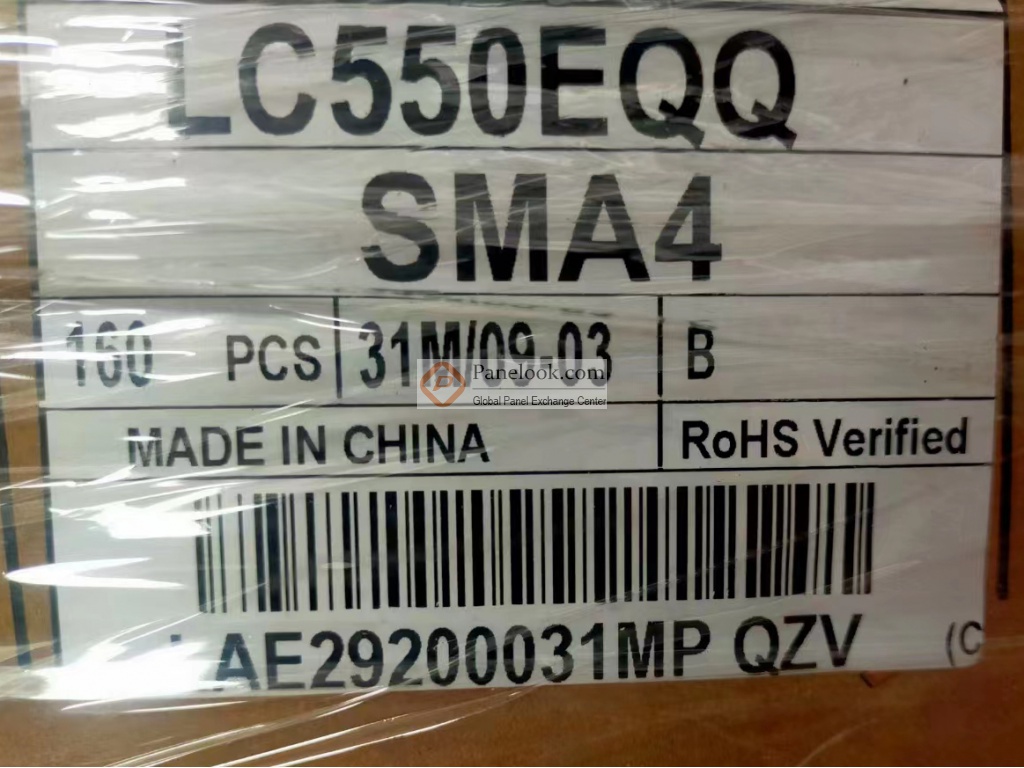 LC550EQQ
SMA4
160 PCS 31M/09-03 B
Panelook.com
Global Panel Exchange Center
MADE IN CHINA RoHS Verified
AE29200031MP QZV (C